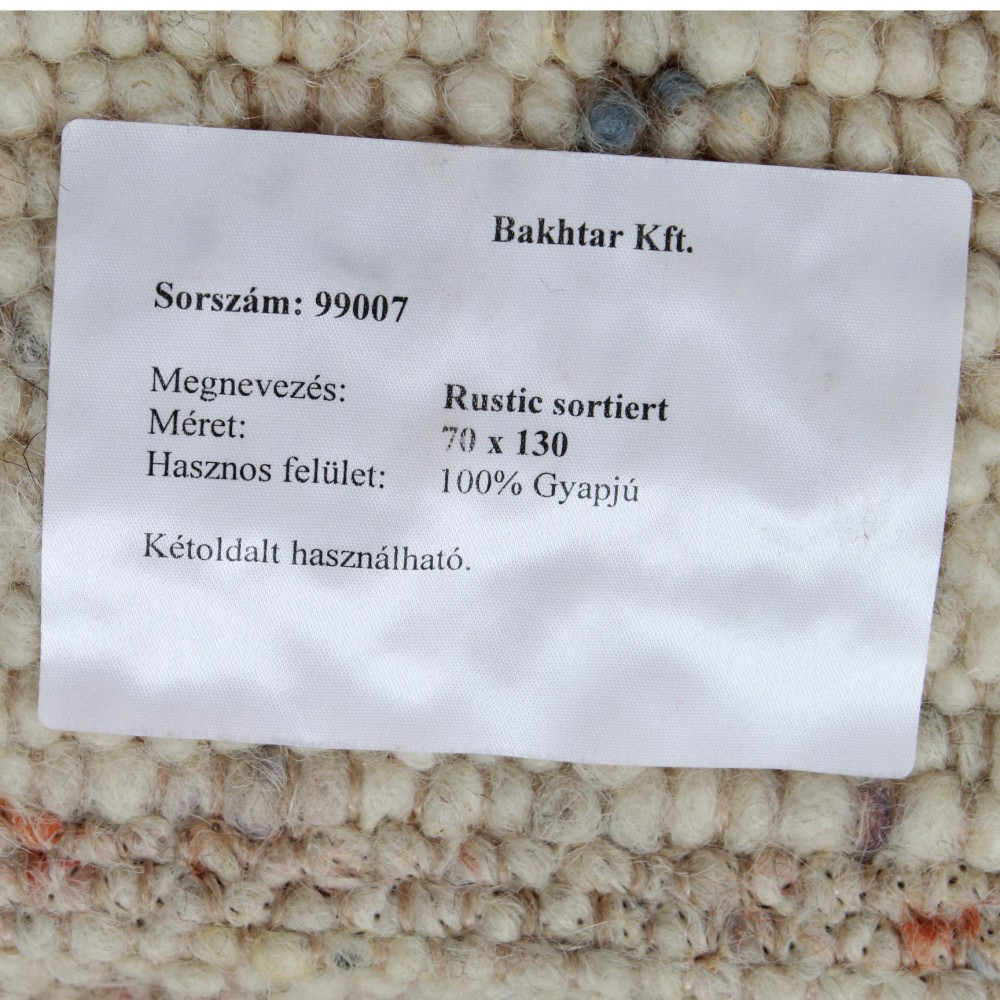 Bakhtar Kft.
Sorszám: 99007
Megnevezés: Rustic sortiert
Méret: 70 x 130
Hasznos felület: 100% Gyapjú
Kétoldalt használható.